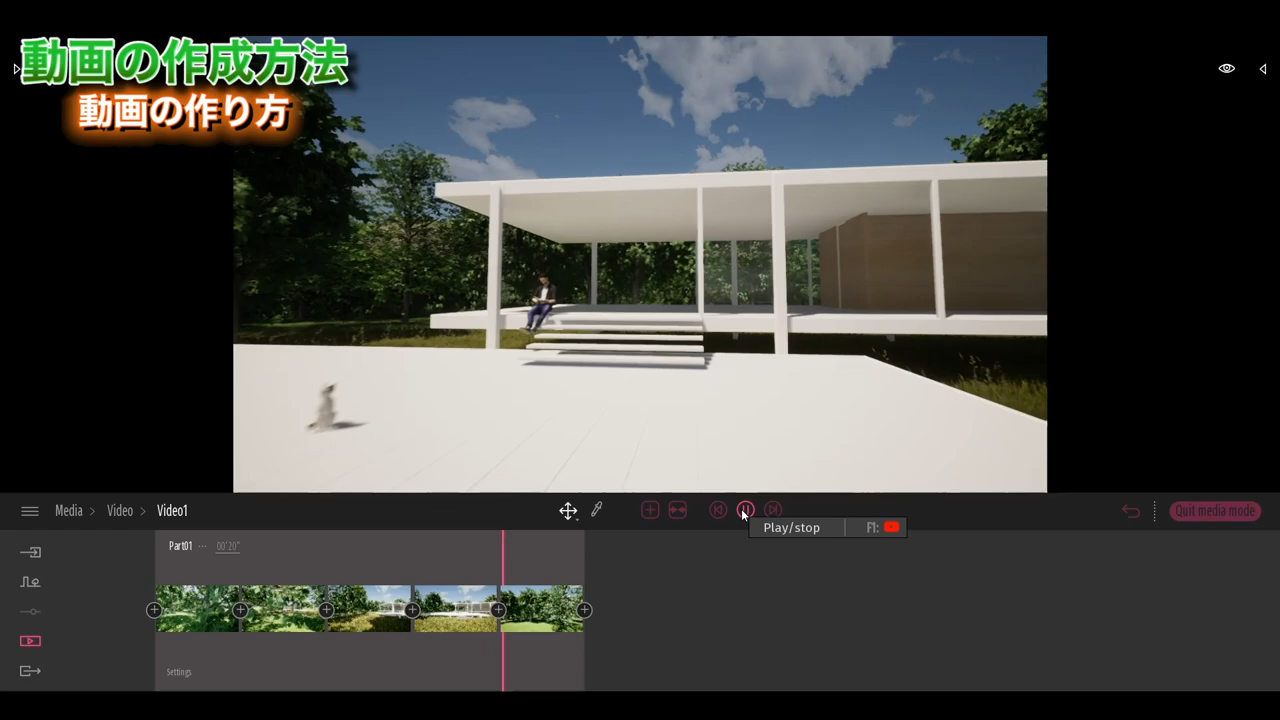 動画の作成方法
動画の作り方
Media > Video > Video1
Quit media mode
Play/stop F1:
Part01 ··· 00'20"
Settings